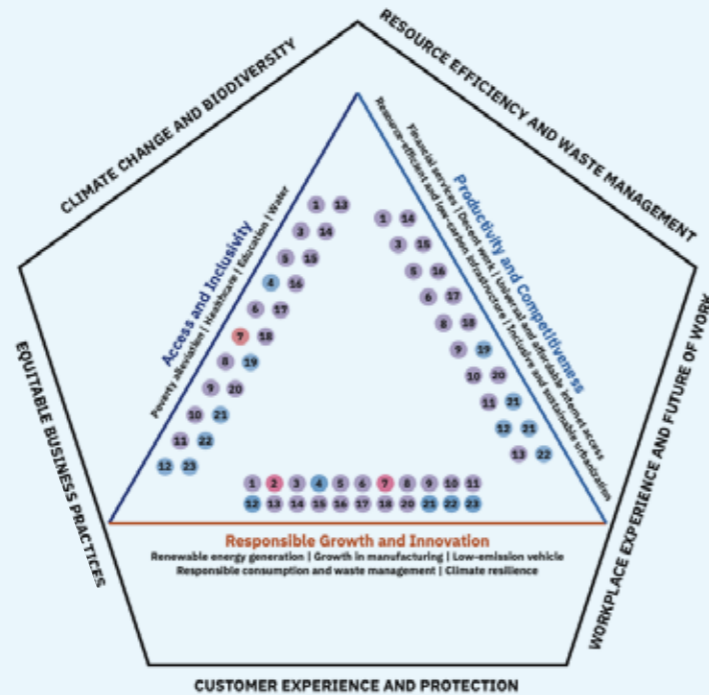 CLIMATE CHANGE AND BIODIVERSITY
RESOURCE EFFICIENCY AND WASTE MANAGEMENT
Access and Inclusivity
Poverty alleviation | Healthcare | Education | Water
Productivity and Competitiveness
Financial services | Decent work | Universal and affordable internet access
Resource-efficient and low-carbon infrastructure | Inclusive and sustainable urbanization
1 13
3 14
5 15
4 16
6 17
7 18
8 19
9 20
10 21
11 22
12 23
1 14
3 15
5 16
6 17
8 18
9 19
10 20
11 21
12 21
13 22
1 2 3 4 5 6 7 8 9 10 11
12 13 14 15 16 17 18 20 21 22 23
Responsible Growth and Innovation
Renewable energy generation | Growth in manufacturing | Low-emission vehicle
Responsible consumption and waste management | Climate resilience
EQUITABLE BUSINESS PRACTICES
WORKPLACE EXPERIENCE AND FUTURE OF WORK
CUSTOMER EXPERIENCE AND PROTECTION